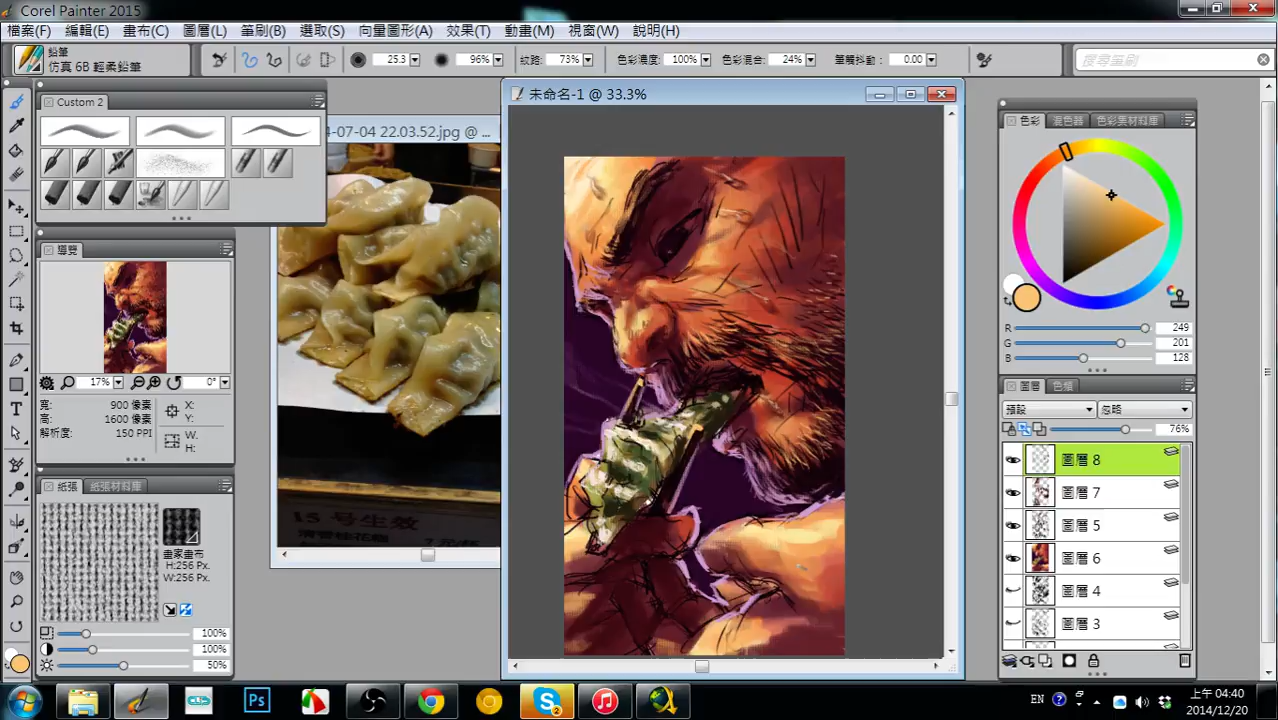 Corel Painter 2015
檔案(F) 編輯(E) 畫布(C) 圖層(L) 筆刷(B) 選取(S) 向量圖形(A) 效果(T) 動畫(M) 視窗(W) 說明(H)
鉛筆
仿真 6B 輕柔鉛筆
25.3 96% 紋路: 73% 色彩濃度: 100% 色彩混合: 24% 筆觸抖動: 0.00 搜尋筆刷
Custom 2
4-07-04 22.03.52.jpg @ ...
未命名-1 @ 33.3%
導覽
17% 0°
寬: 900 像素
高: 1600 像素
解析度: 150 PPI
X:
Y:
W:
H:
紙張 紙張材料庫
畫家畫布
H:256 Px.
W:256 Px.
100%
100%
50%
15 号生效
色彩 混色器 色彩集材料庫
R 249
G 201
B 128
圖層 色頻
預設 忽略
76%
圖層 8
圖層 7
圖層 5
圖層 6
圖層 4
圖層 3
Ps
2
EN
上午 04:40
2014/12/20